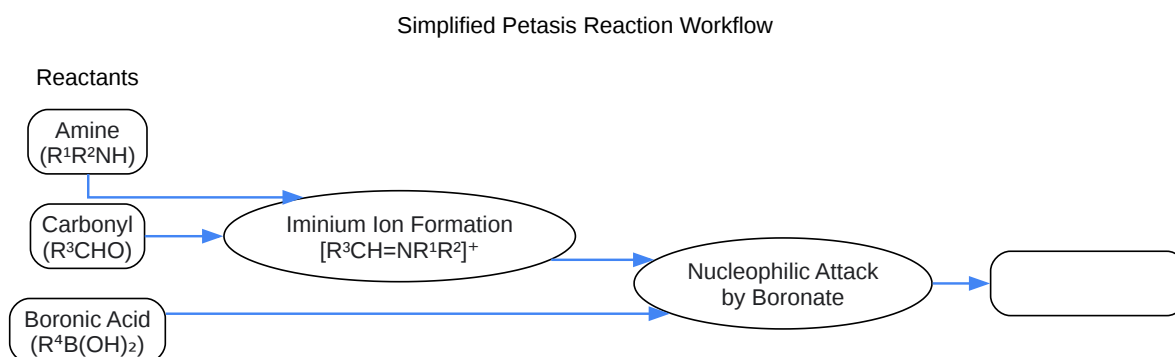 Simplified Petasis Reaction Workflow
Reactants
Amine
(R¹R²NH)
Carbonyl
(R³CHO)
Iminium Ion Formation
[R³CH=NR¹R²]⁺
Nucleophilic Attack
by Boronate
Boronic Acid
(R⁴B(OH)₂)